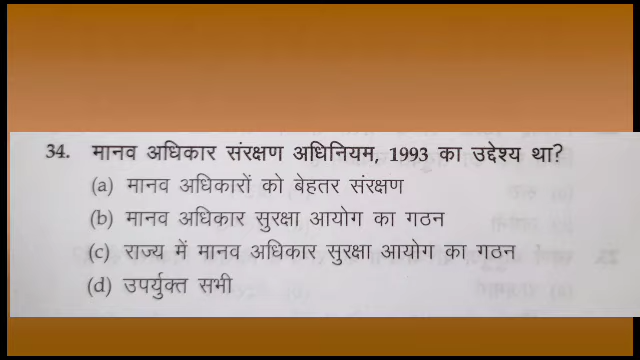 34. मानव अधिकार संरक्षण अधिनियम, 1993 का उद्देश्य था?
(a) मानव अधिकारों को बेहतर संरक्षण
(b) मानव अधिकार सुरक्षा आयोग का गठन
(c) राज्य में मानव अधिकार सुरक्षा आयोग का गठन
(d) उपर्युक्त सभी